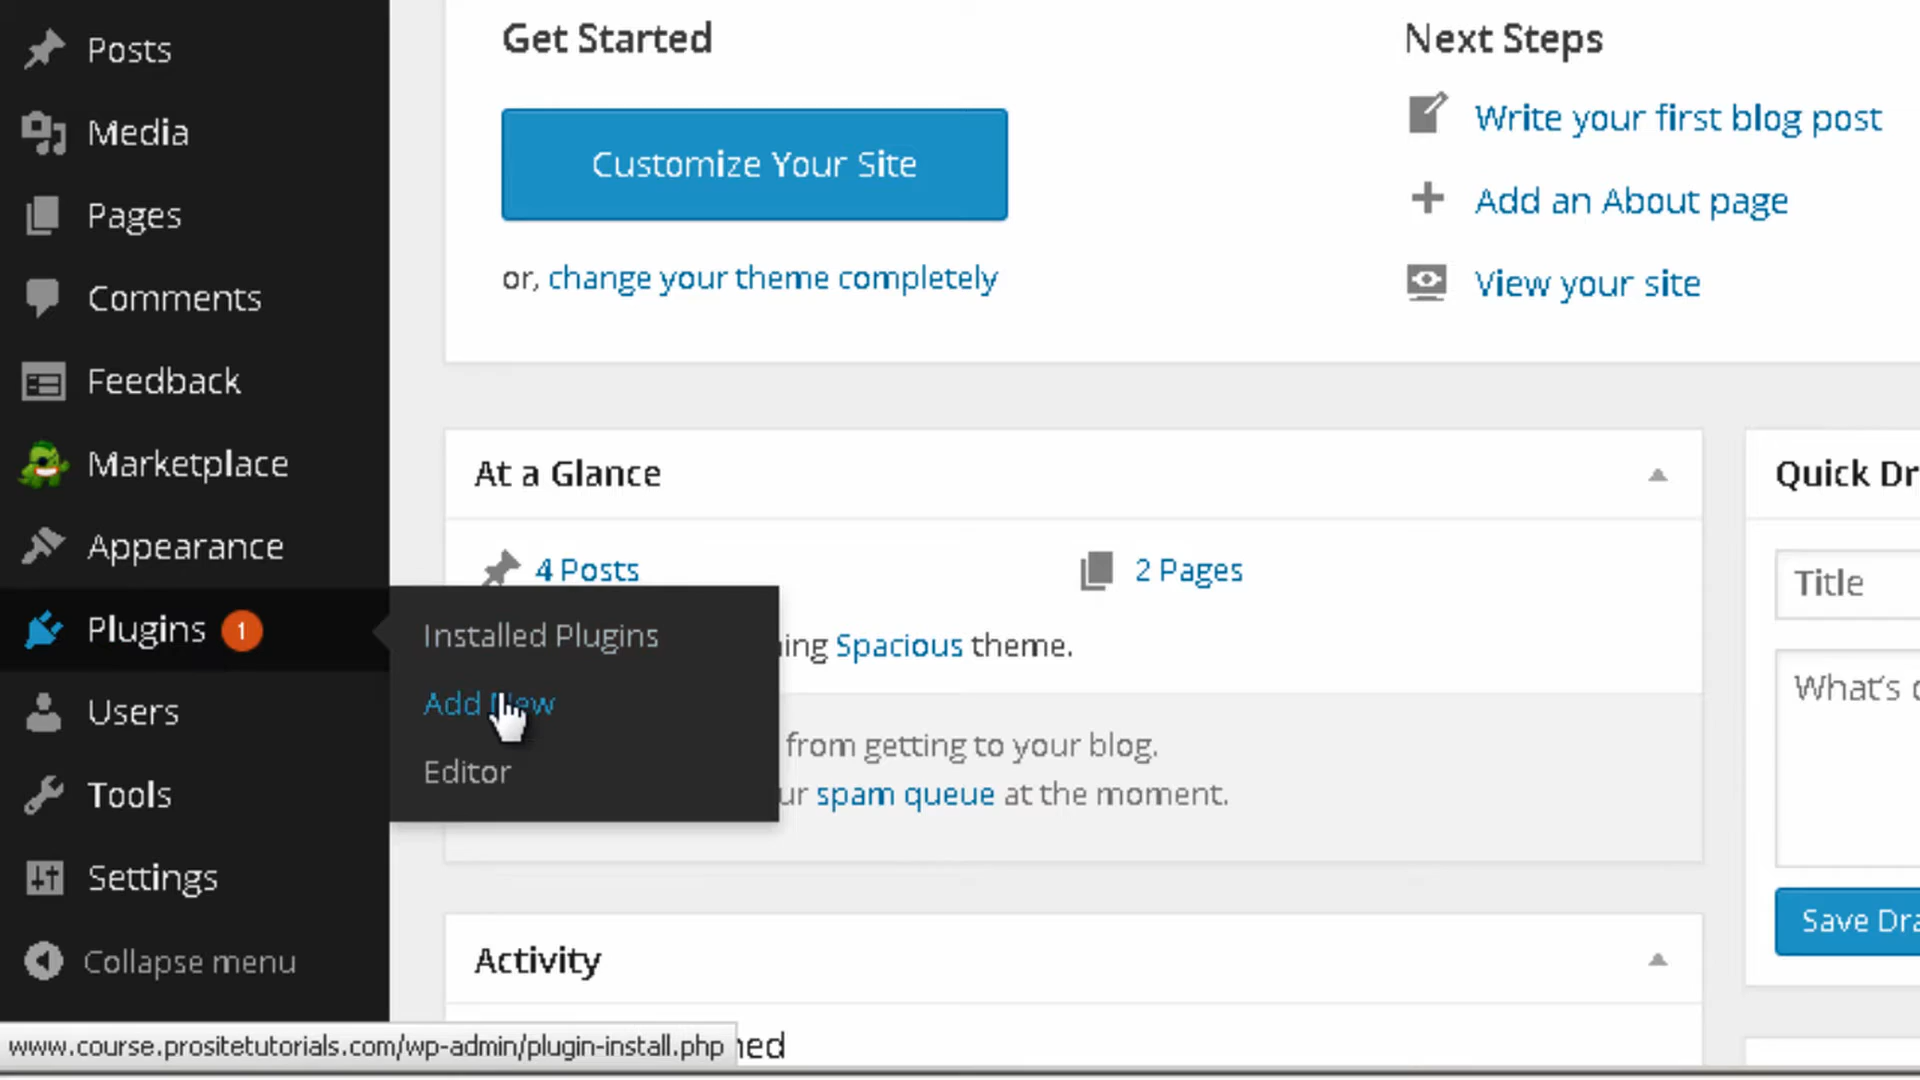 Posts
Media
Pages
Comments
Feedback
Marketplace
Appearance
Plugins 1
Users
Tools
Settings
Collapse menu
Installed Plugins
Add New
Editor
Get Started
Customize Your Site
or, change your theme completely
Next Steps
Write your first blog post
Add an About page
View your site
At a Glance
4 Posts
2 Pages
Spacious theme.
from getting to your blog.
spam queue at the moment.
Activity
Quick
Title
What's
Save
www.course.prositetutorials.com/wp-admin/plugin-install.php